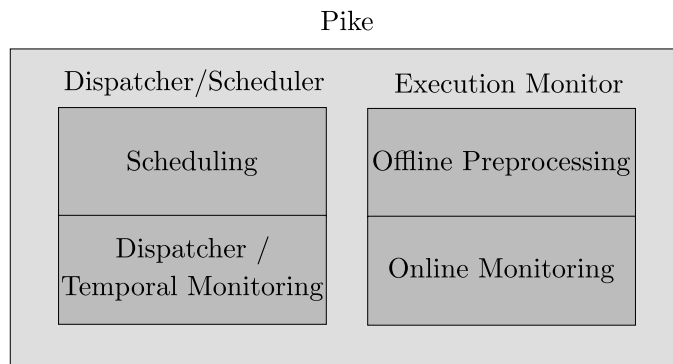 Pike
Dispatcher/Scheduler
Scheduling
Dispatcher /
Temporal Monitoring
Execution Monitor
Offline Preprocessing
Online Monitoring